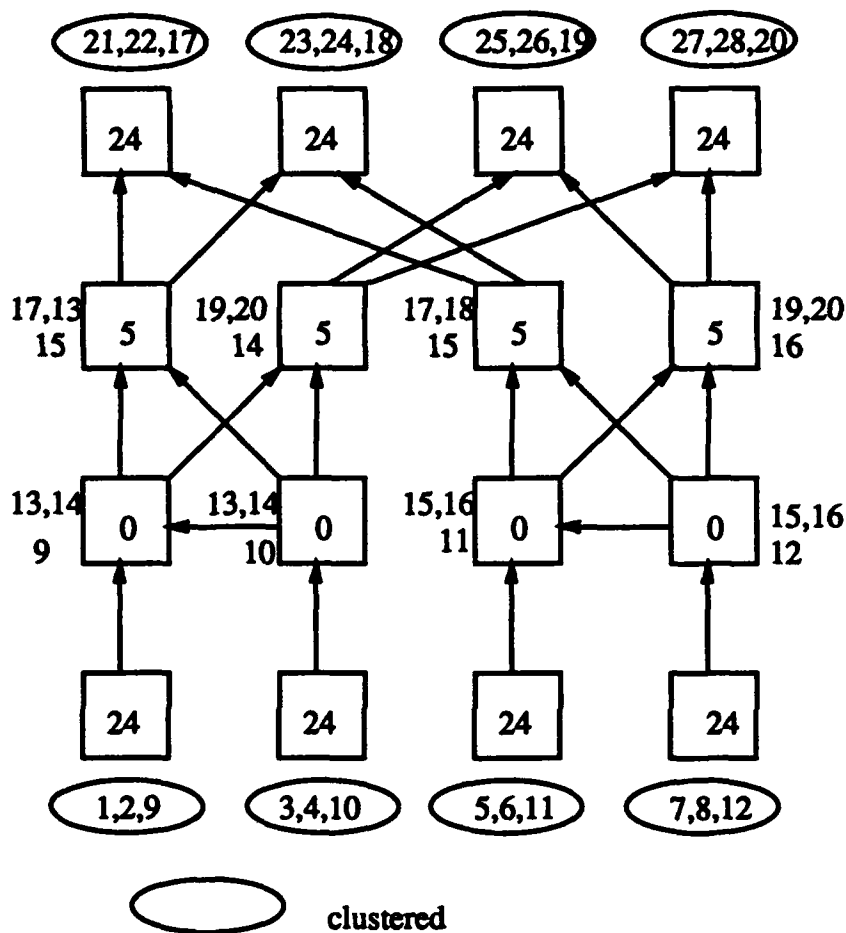 21,22,17 23,24,18 25,26,19 27,28,20
24 24 24 24
17,13 19,20 17,18 19,20
15 5 14 5 15 5 5 16
13,14 13,14 15,16 15,16
9 0 10 0 11 0 0 12
24 24 24 24
1,2,9 3,4,10 5,6,11 7,8,12
clustered